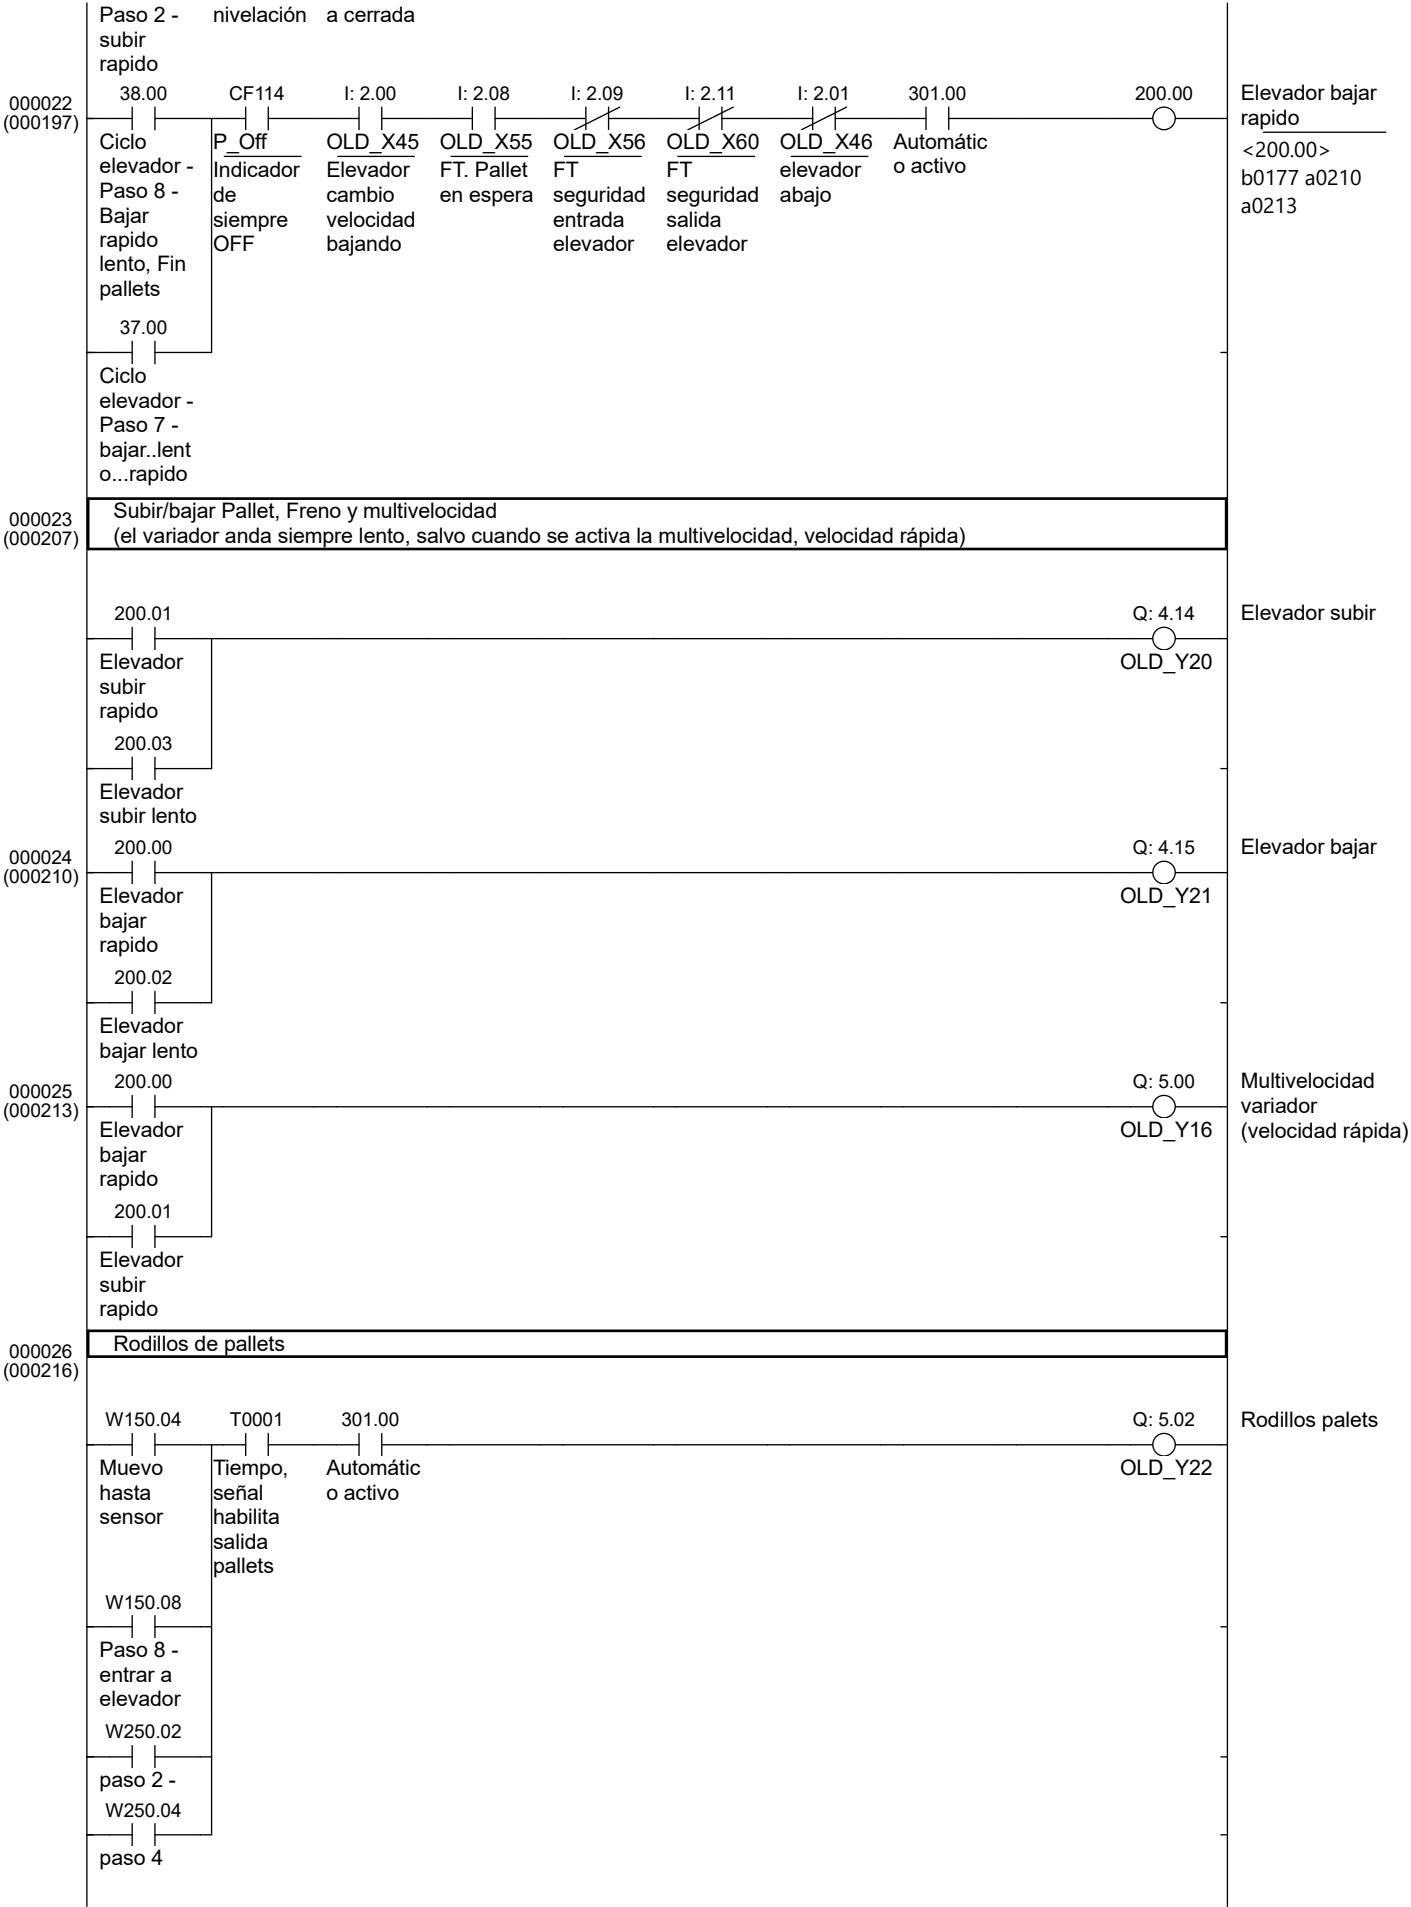 Paso 2 - nivelación a cerrada
subir
rapido
000022 38.00 CF114 I: 2.00 I: 2.08 I: 2.09 I: 2.11 I: 2.01 301.00 200.00 Elevador bajar
(000197) rapido
Ciclo P_Off OLD_X45 OLD_X55 OLD_X56 OLD_X60 OLD_X46 Automátic <200.00>
elevador - Indicador Elevador FT. Pallet FT FT elevador o activo b0177 a0210
Paso 8 - de cambio en espera seguridad seguridad abajo a0213
Bajar siempre velocidad entrada salida
rapido OFF bajando elevador elevador
lento, Fin
pallets
37.00
Ciclo
elevador -
Paso 7 -
bajar..lent
o...rapido
000023 Subir/bajar Pallet, Freno y multivelocidad
(000207) (el variador anda siempre lento, salvo cuando se activa la multivelocidad, velocidad rápida)
200.01 Q: 4.14 Elevador subir
Elevador OLD_Y20
subir
rapido
200.03
Elevador
subir lento
000024 200.00 Q: 4.15 Elevador bajar
(000210)
Elevador OLD_Y21
bajar
rapido
200.02
Elevador
bajar lento
000025 200.00 Q: 5.00 Multivelocidad
(000213) variador
Elevador OLD_Y16 (velocidad rápida)
bajar
rapido
200.01
Elevador
subir
rapido
000026 Rodillos de pallets
(000216)
W150.04 T0001 301.00 Q: 5.02 Rodillos palets
Muevo Tiempo, Automátic OLD_Y22
hasta señal o activo
sensor habilita
salida
pallets
W150.08
Paso 8 -
entrar a
elevador
W250.02
paso 2 -
W250.04
paso 4